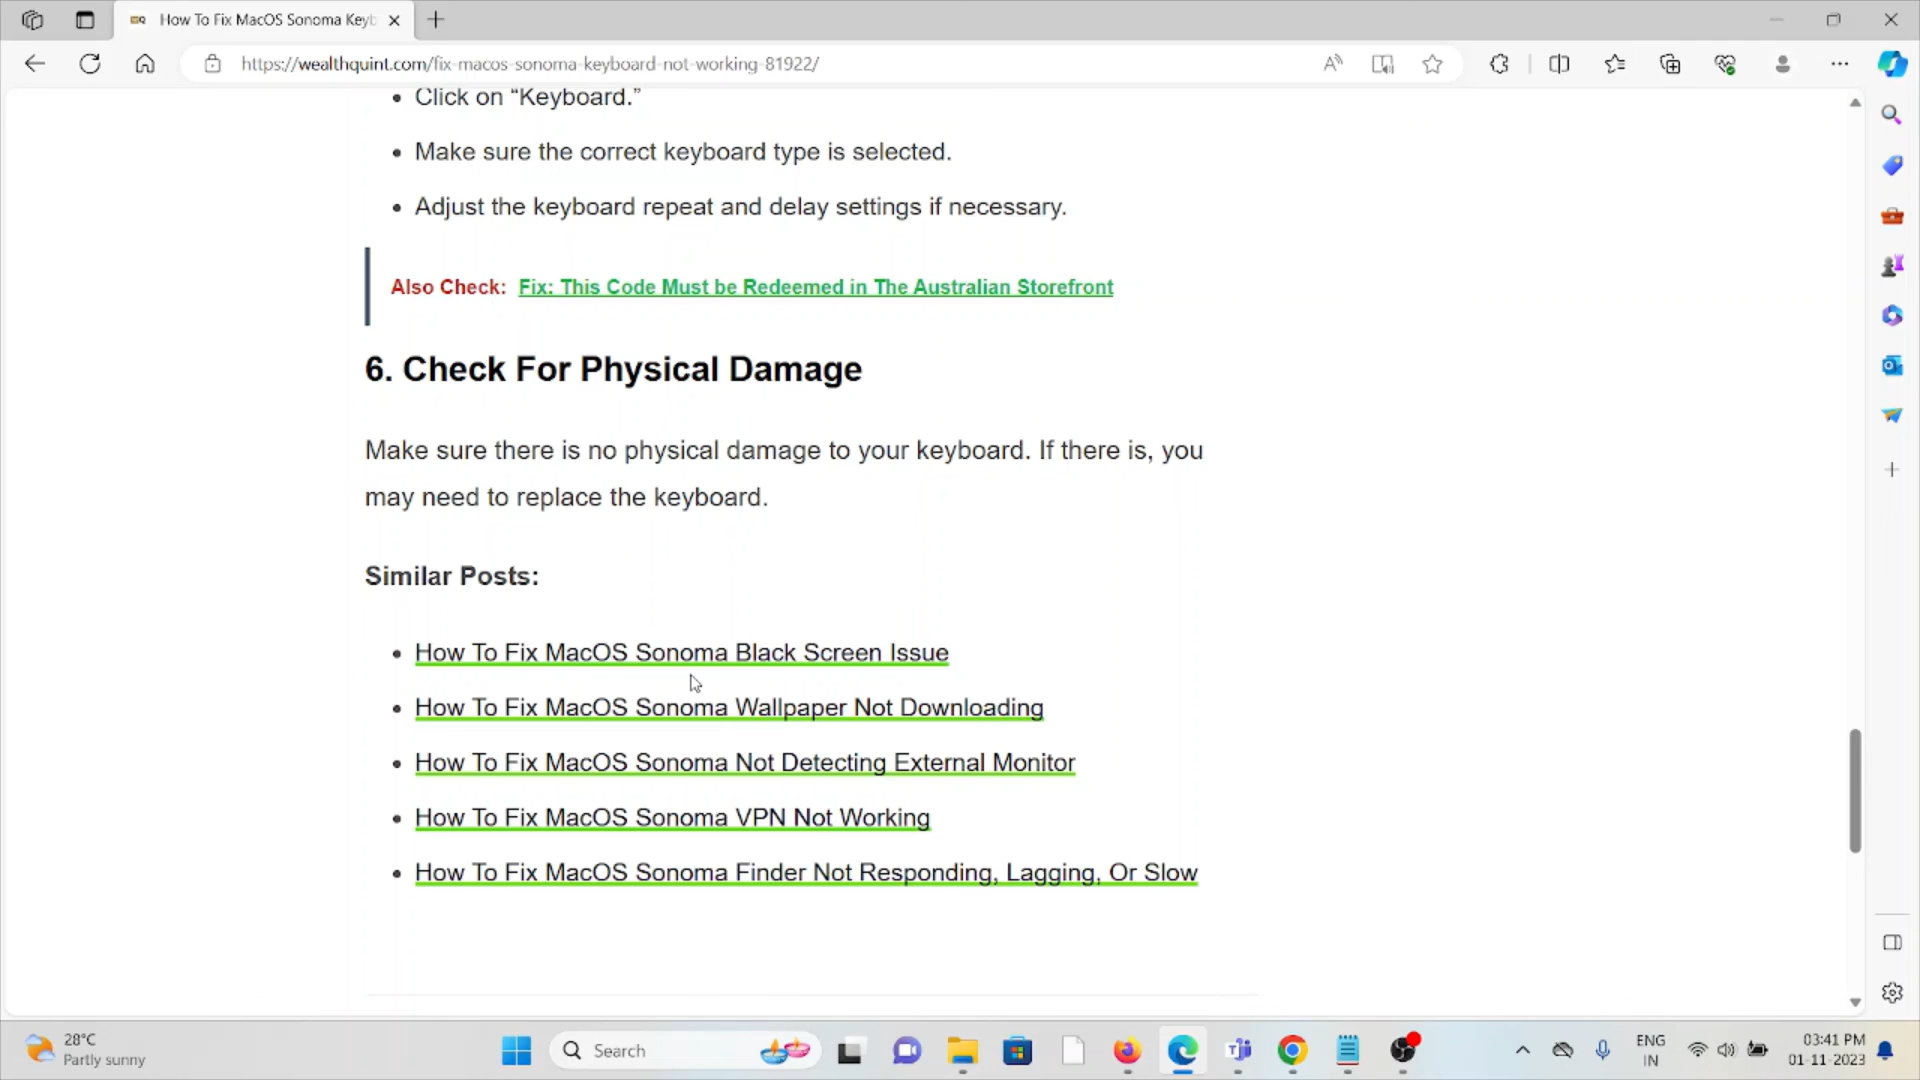 How To Fix MacOS Sonoma Keyb
https://wealthquint.com/fix-macos-sonoma-keyboard-not-working-81922/
• Click on “Keyboard.”
• Make sure the correct keyboard type is selected.
• Adjust the keyboard repeat and delay settings if necessary.
Also Check: Fix: This Code Must be Redeemed in The Australian Storefront
6. Check For Physical Damage
Make sure there is no physical damage to your keyboard. If there is, you
may need to replace the keyboard.
Similar Posts:
• How To Fix MacOS Sonoma Black Screen Issue
• How To Fix MacOS Sonoma Wallpaper Not Downloading
• How To Fix MacOS Sonoma Not Detecting External Monitor
• How To Fix MacOS Sonoma VPN Not Working
• How To Fix MacOS Sonoma Finder Not Responding, Lagging, Or Slow
28°C
Partly sunny
Search
ENG
IN
03:41 PM
01-11-2023